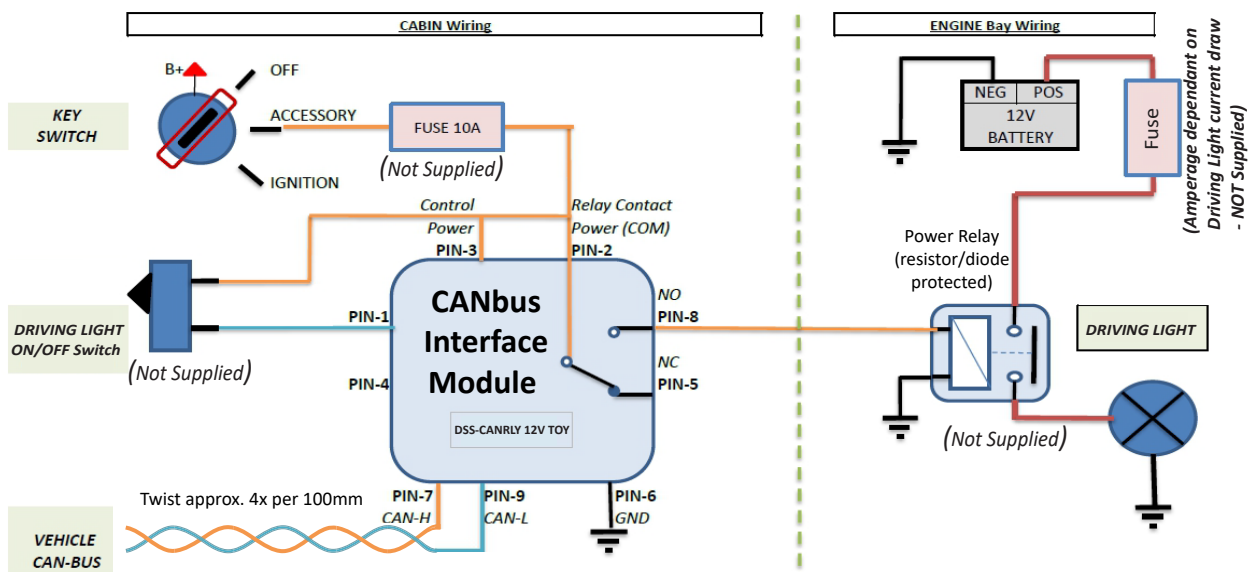 CABIN Wiring
ENGINE Bay Wiring
B+
OFF
KEY
SWITCH
ACCESSORY
FUSE 10A
(Not Supplied)
IGNITION
NEG
POS
12V
BATTERY
Fuse
(Amperage dependant on
Driving Light current draw
- NOT Supplied)
Control
Power
PIN-3
Relay Contact
Power (COM)
PIN-2
Power Relay
(resistor/diode
protected)
DRIVING LIGHT
ON/OFF Switch
(Not Supplied)
PIN-1
PIN-4
CANbus
Interface
Module
DSS-CANRLY 12V TOY
NO
PIN-8
NC
PIN-5
DRIVING LIGHT
(Not Supplied)
Twist approx. 4x per 100mm
PIN-7
CAN-H
PIN-9
CAN-L
PIN-6
GND
VEHICLE
CAN-BUS